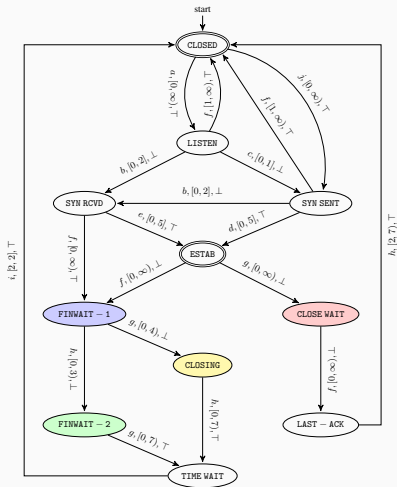 start
CLOSED
a, [0, ∞), ⊤
f, [1, ∞), ⊤
f, [1, ∞), ⊤
j, [0, ∞), ⊤
LISTEN
b, [0, 2], ⊥
c, [0, 1], ⊥
SYN RCVD
b, [0, 2], ⊥
SYN SENT
e, [0, 5], ⊤
d, [0, 5], ⊤
ESTAB
f, [0, ∞), ⊤
f, [0, ∞), ⊥
g, [0, ∞), ⊥
i, [2, 2], ⊤
h, [2, 7), ⊤
FINWAIT − 1
CLOSE WAIT
g, [0, 4), ⊥
h, [0, 3), ⊤
CLOSING
f, [0, ∞), ⊤
h, [0, 7), ⊤
FINWAIT − 2
LAST − ACK
g, [0, 7), ⊤
TIME WAIT